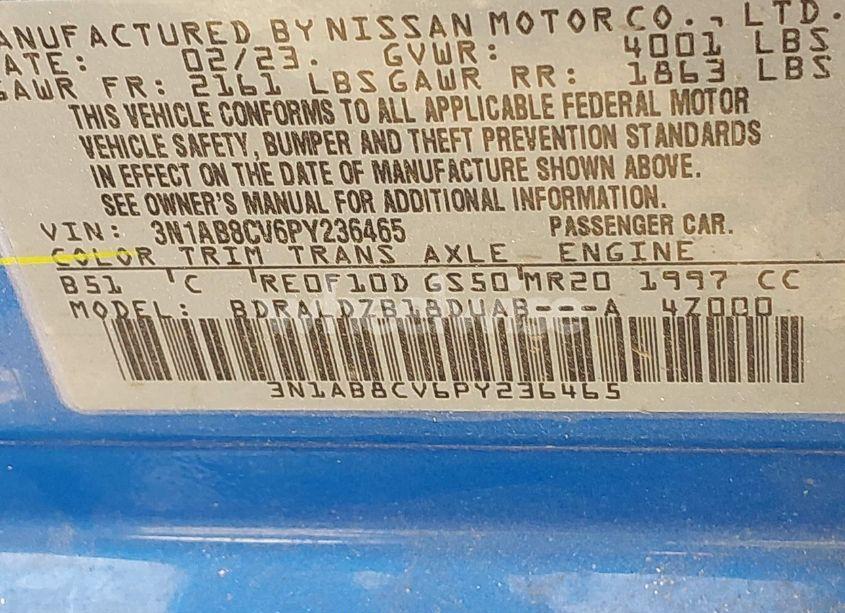 ANUFACTURED BY NISSAN MOTOR CO., LTD.
ATE: 02/23. GVWR: 4001 LBS
GAWR FR: 2161 LBS GAWR RR: 1863 LBS
THIS VEHICLE CONFORMS TO ALL APPLICABLE FEDERAL MOTOR
VEHICLE SAFETY, BUMPER AND THEFT PREVENTION STANDARDS
IN EFFECT ON THE DATE OF MANUFACTURE SHOWN ABOVE.
SEE OWNER'S MANUAL FOR ADDITIONAL INFORMATION.
VIN: 3N1AB8CV6PY236465 PASSENGER CAR.
COLOR TRIM TRANS AXLE ENGINE
B51 C RE0F10D GS50 MR20 1997 CC
MODEL: BDRALDZB18DUAB---A 4Z000
3N1AB8CV6PY236465